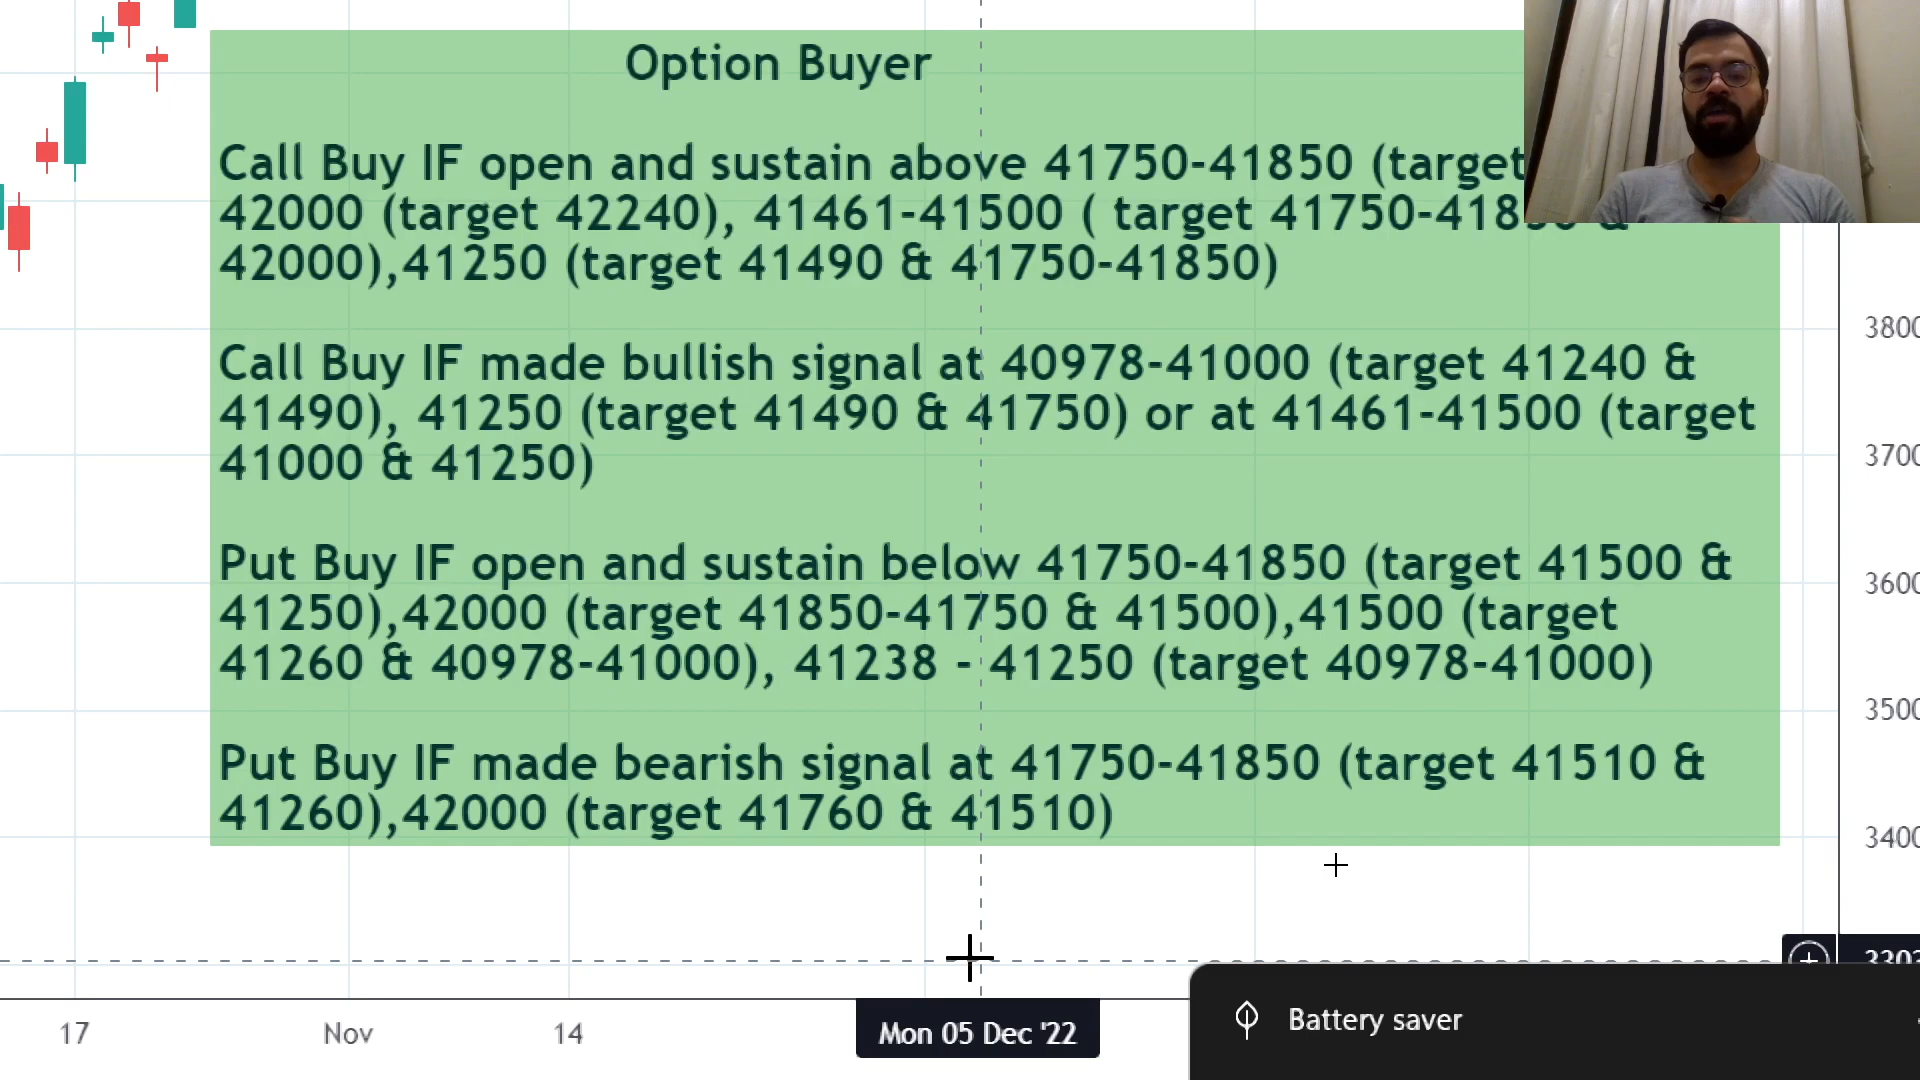 Option Buyer
Call Buy IF open and sustain above 41750-41850 (target
42000 (target 42240), 41461-41500 ( target 41750-41850 &
42000),41250 (target 41490 & 41750-41850)
Call Buy IF made bullish signal at 40978-41000 (target 41240 &
41490), 41250 (target 41490 & 41750) or at 41461-41500 (target
41000 & 41250)
Put Buy IF open and sustain below 41750-41850 (target 41500 &
41250),42000 (target 41850-41750 & 41500),41500 (target
41260 & 40978-41000), 41238 - 41250 (target 40978-41000)
Put Buy IF made bearish signal at 41750-41850 (target 41510 &
41260),42000 (target 41760 & 41510)
3800
3700
3600
3500
3400
17
Nov
14
Mon 05 Dec '22
Battery saver